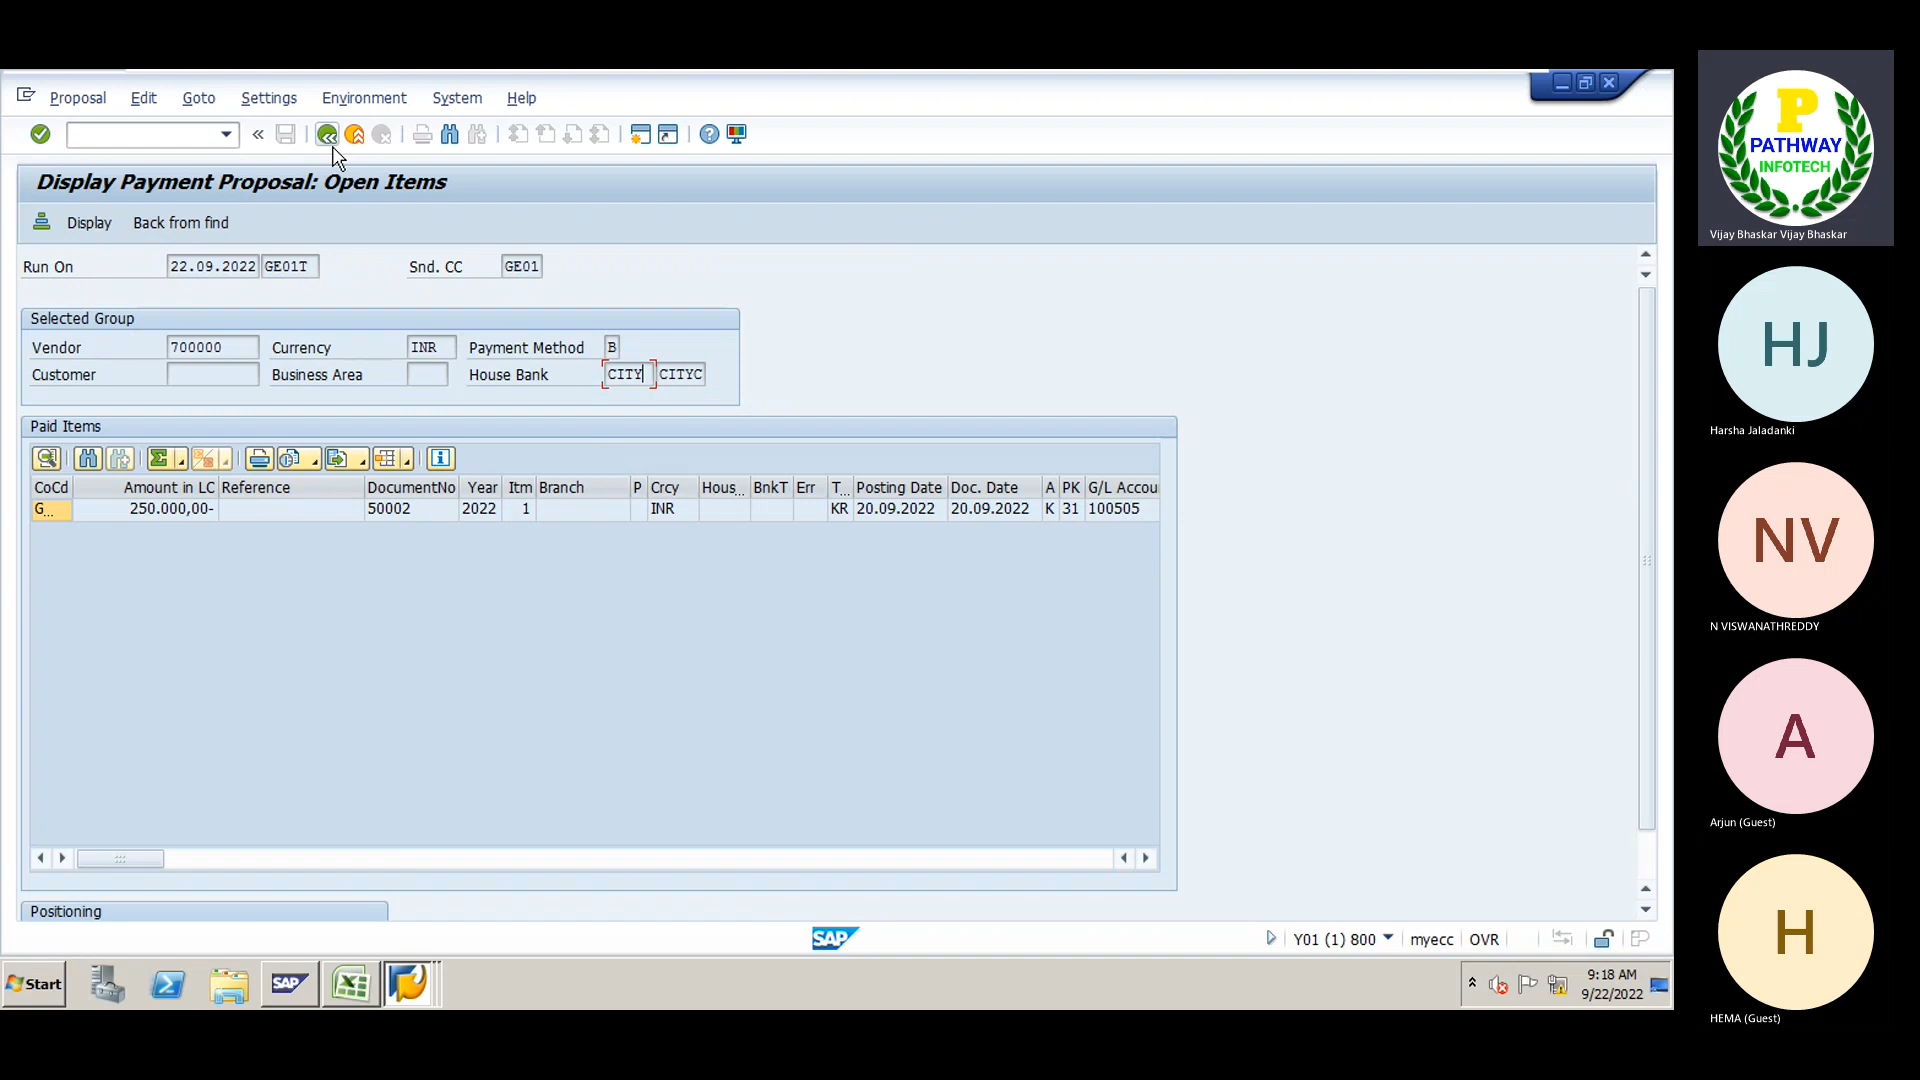 Proposal Edit Goto Settings Environment System Help
Display Payment Proposal: Open Items
Display Back from find
Run On 22.09.2022 GE01T Snd. CC GE01
Selected Group
Vendor 700000 Currency INR Payment Method B
Customer Business Area House Bank CITY CITYC
Paid Items
CoCd Amount in LC Reference DocumentNo Year Itm Branch P Crcy Hous... BnkT Err T... Posting Date Doc. Date A PK G/L Accou
G... 250.000,00- 50002 2022 1 INR KR 20.09.2022 20.09.2022 K 31 100505
Positioning
SAP
Y01 (1) 800 myecc OVR
Start
SAP
9:18 AM
9/22/2022
P
PATHWAY
INFOTECH
Vijay Bhaskar Vijay Bhaskar
HJ
Harsha Jaladanki
NV
N VISWANATHREDDY
A
Arjun (Guest)
H
HEMA (Guest)